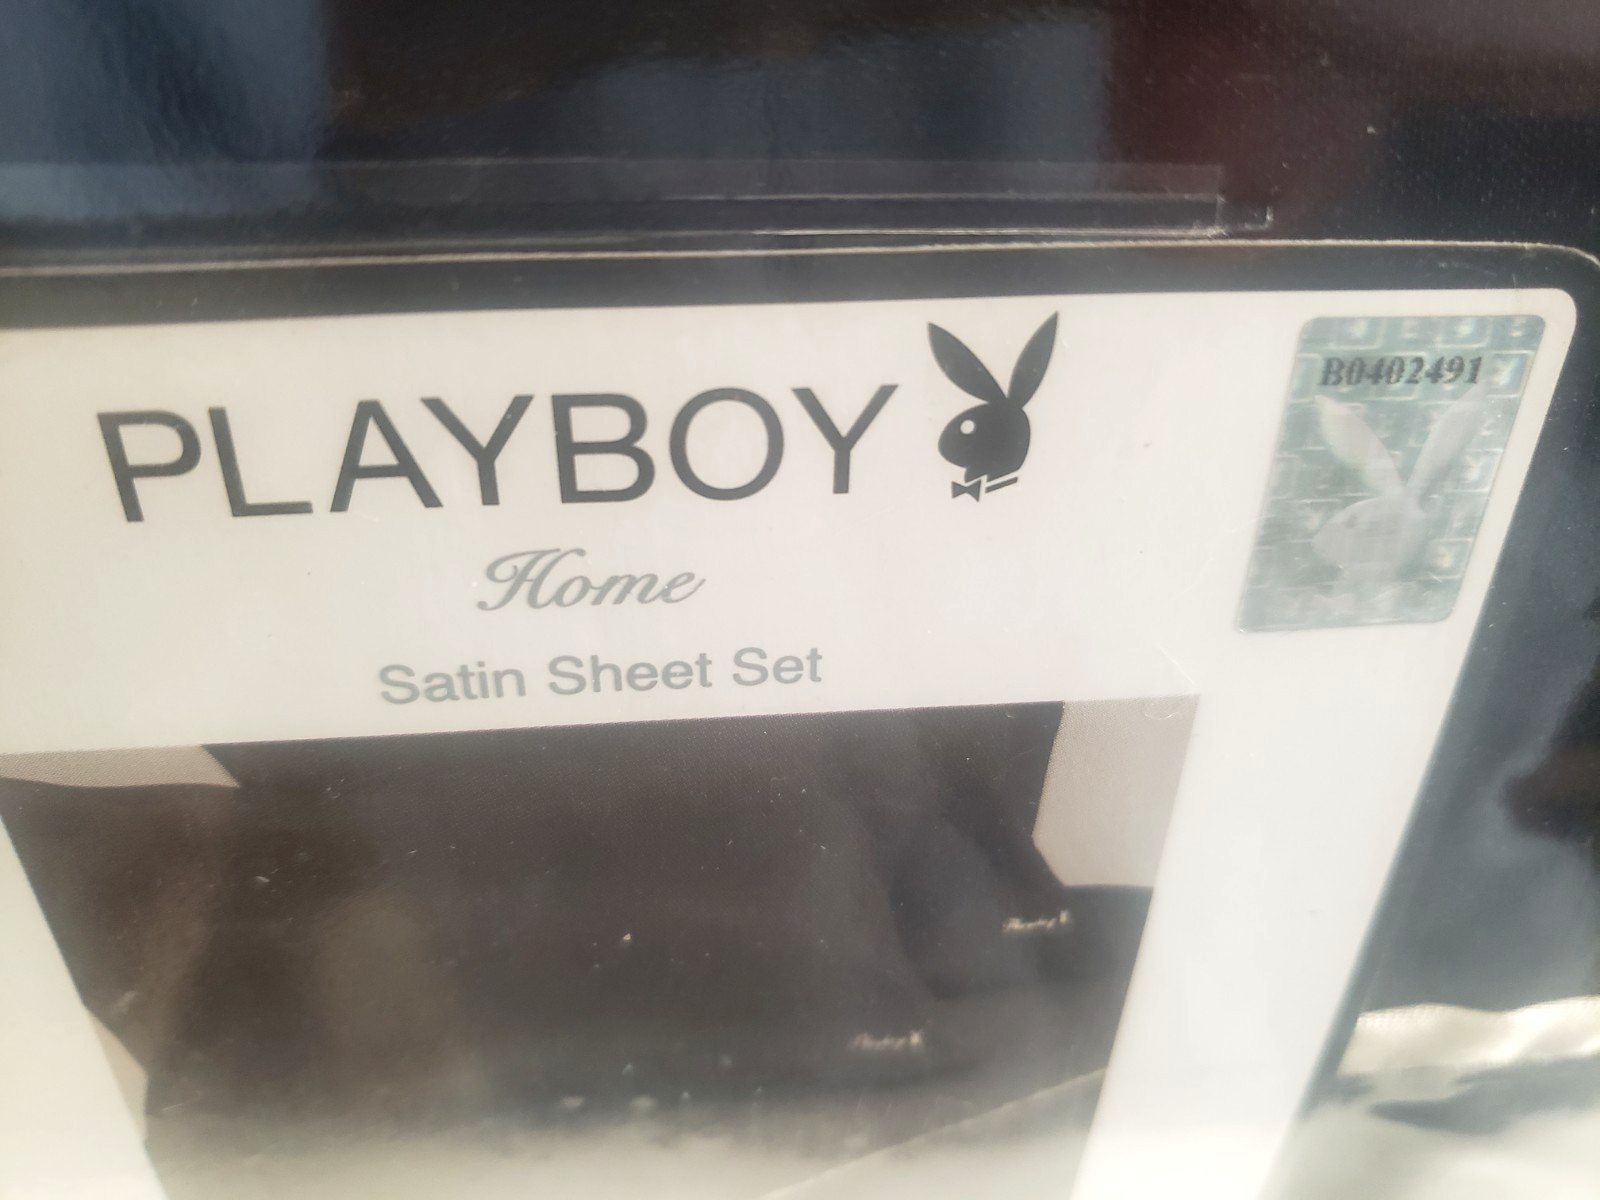 PLAYBOY
B0402491
Home
Satin Sheet Set